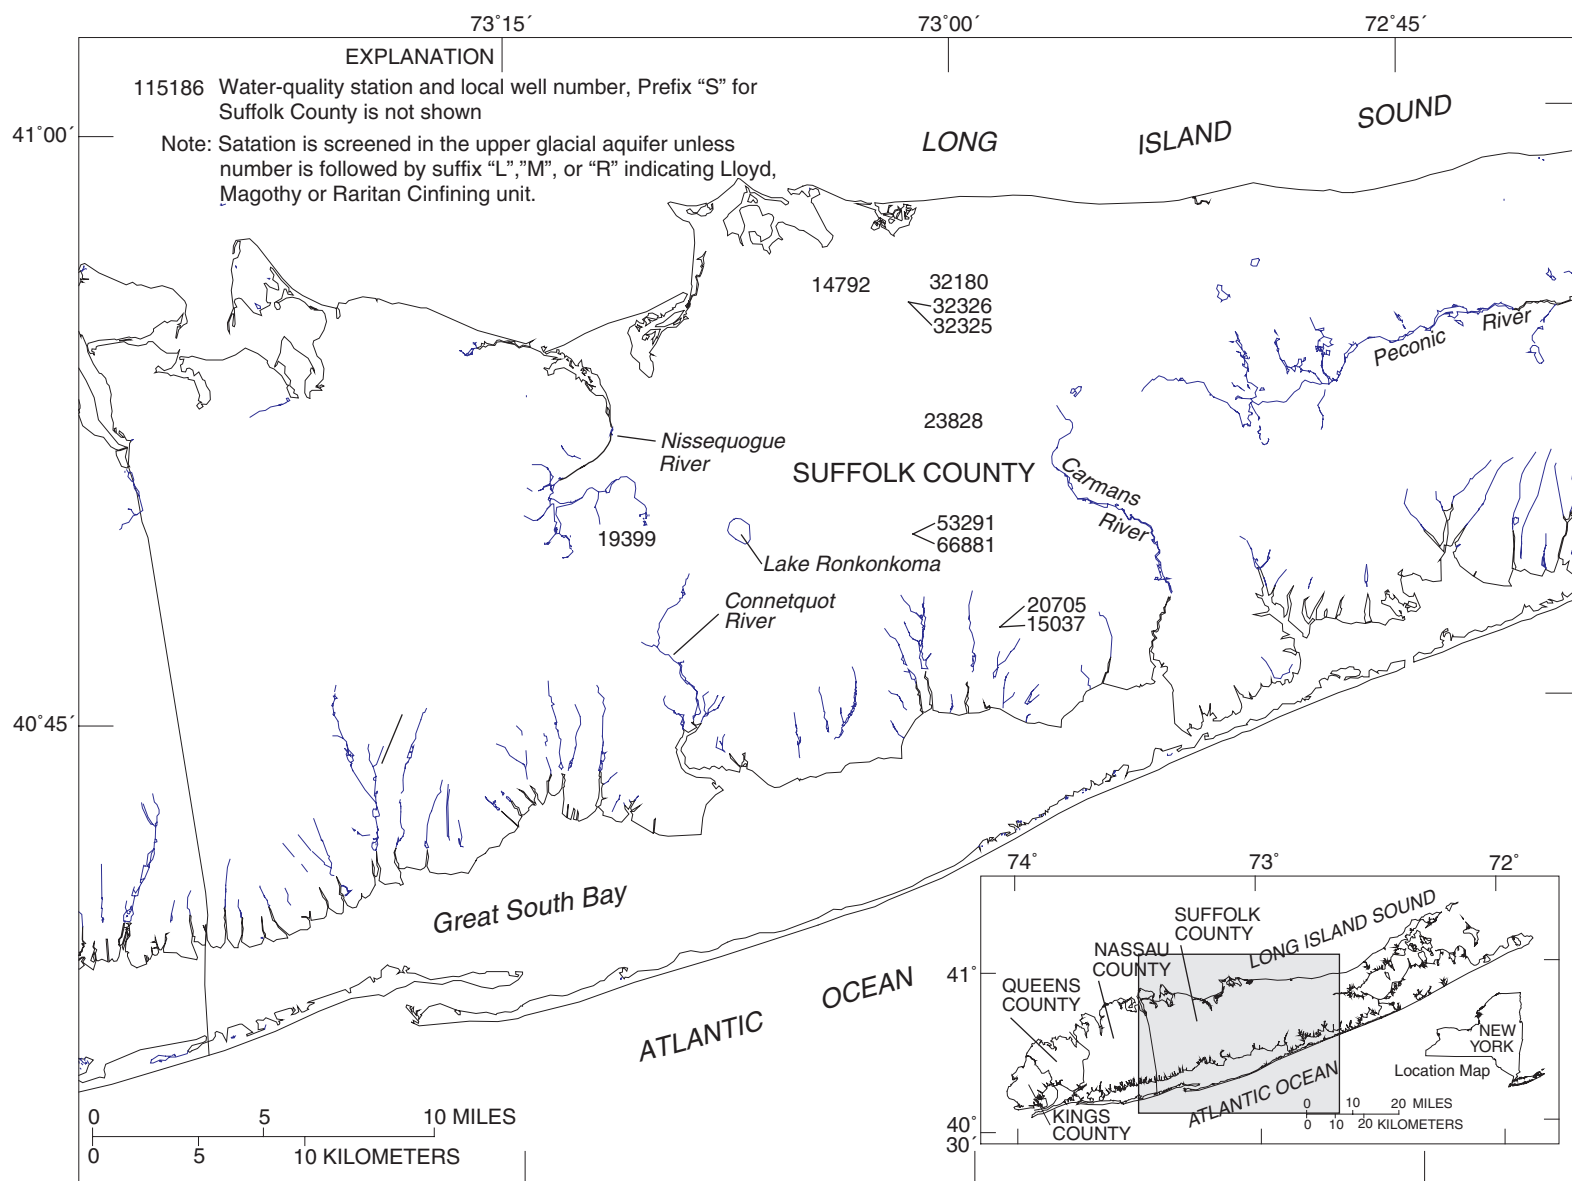 73°15´
73°00´
72°45´
EXPLANATION
115186 Water-quality station and local well number, Prefix “S” for
Suffolk County is not shown
Note: Satation is screened in the upper glacial aquifer unless
number is followed by suffix “L”,”M”, or “R” indicating Lloyd,
Magothy or Raritan Cinfining unit.
41°00´
LONG ISLAND SOUND
14792
32180
32326
32325
Peconic River
23828
Nissequogue
River
SUFFOLK COUNTY
Carmans
River
19399
53291
66881
Lake Ronkonkoma
Connetquot
River
20705
15037
40°45´
Great South Bay
ATLANTIC OCEAN
0 5 10 MILES
0 5 10 KILOMETERS
74°
73°
72°
SUFFOLK
COUNTY
LONG ISLAND SOUND
NASSAU
COUNTY
41°
QUEENS
COUNTY
NEW
YORK
Location Map
ATLANTIC OCEAN
KINGS
COUNTY
0 10 20 MILES
0 10 20 KILOMETERS
40°
30´